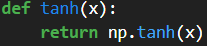 def tanh(x):
    return np.tanh(x)